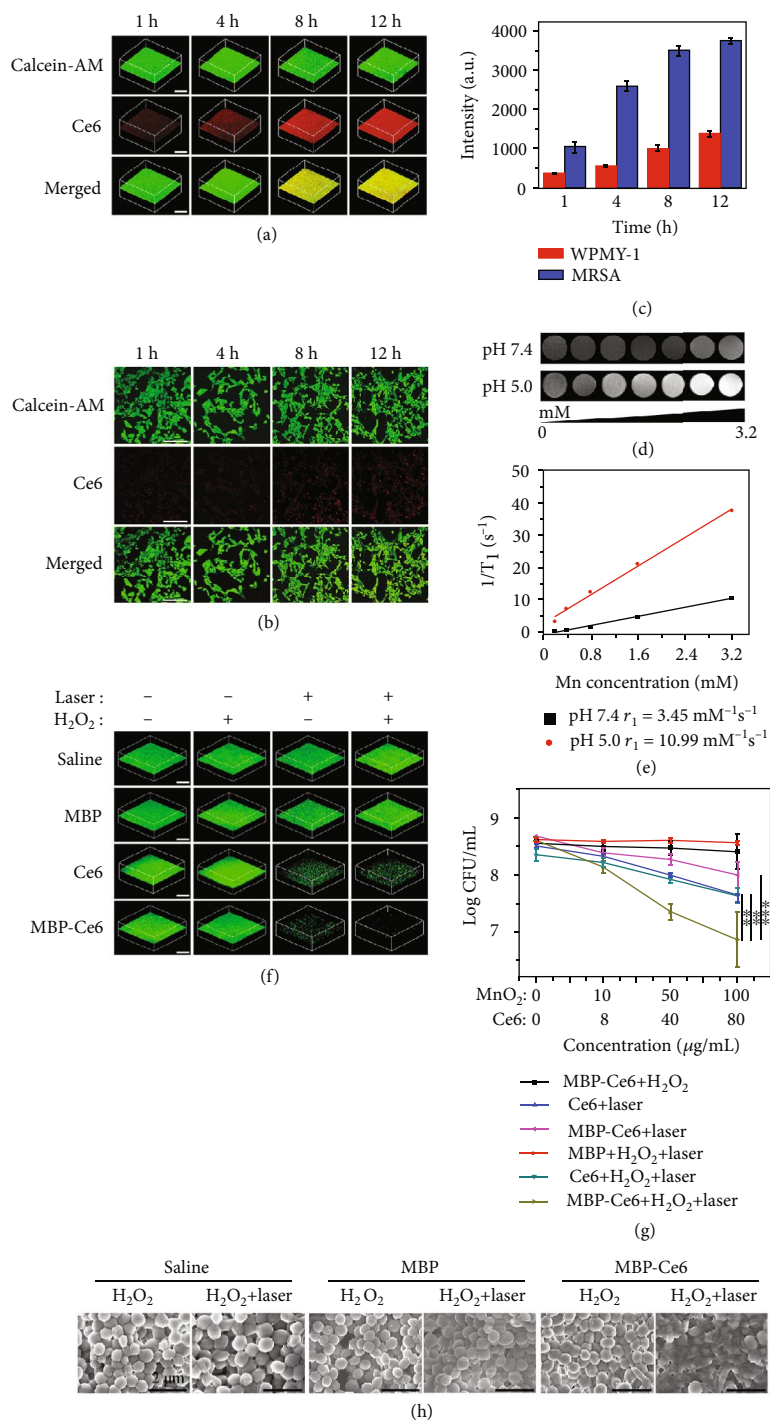 1 h 4 h 8 h 12 h
Calcein-AM
Ce6
Merged
(a)
4000
3000
2000
1000
0
Intensity (a.u.)
1 4 8 12
Time (h)
WPMY-1
MRSA
(c)
1 h 4 h 8 h 12 h
Calcein-AM
Ce6
Merged
(b)
pH 7.4
pH 5.0
mM
0 3.2
(d)
50
40
30
20
10
0
1/T₁ (s⁻¹)
0 0.8 1.6 2.4 3.2
Mn concentration (mM)
pH 7.4 r₁ = 3.45 mM⁻¹s⁻¹
pH 5.0 r₁ = 10.99 mM⁻¹s⁻¹
(e)
Laser : – – + +
H₂O₂ : – + – +
Saline
MBP
Ce6
MBP-Ce6
(f)
9
8
7
Log CFU/mL
** 
** 
***
MnO₂: 0 10 50 100
Ce6: 0 8 40 80
Concentration (μg/mL)
MBP-Ce6+H₂O₂
Ce6+laser
MBP-Ce6+laser
MBP+H₂O₂+laser
Ce6+H₂O₂+laser
MBP-Ce6+H₂O₂+laser
(g)
Saline MBP MBP-Ce6
H₂O₂ H₂O₂+laser H₂O₂ H₂O₂+laser H₂O₂ H₂O₂+laser
2 μm
(h)